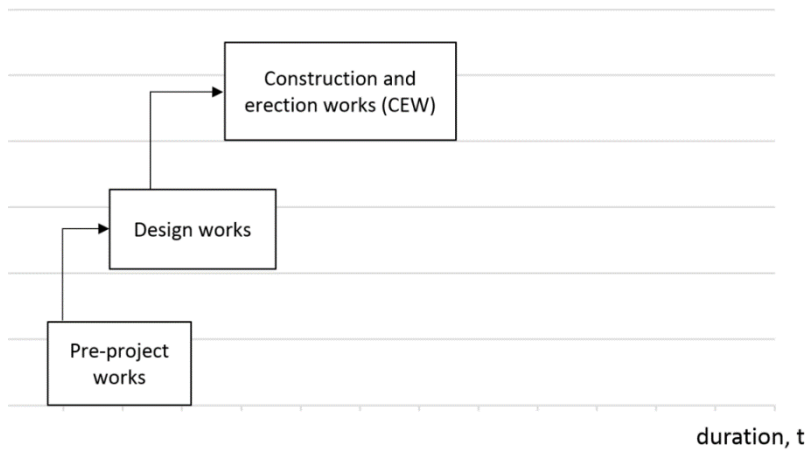 Construction and
erection works (CEW)
Design works
Pre-project
works
duration, t